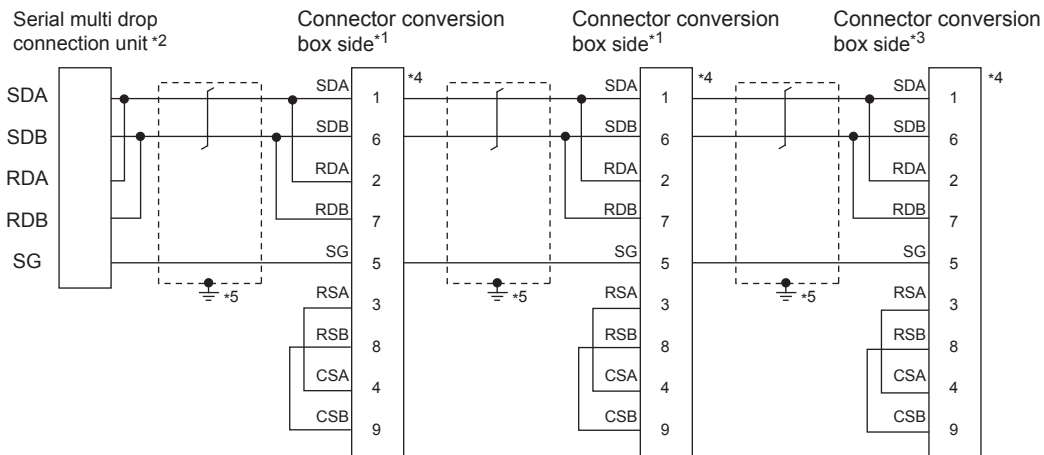 Serial multi drop
connection unit *2
Connector conversion
box side*1
Connector conversion
box side*1
Connector conversion
box side*3
SDA
SDB
RDA
RDB
SG
*5
SDA 1 *4
SDB 6
RDA 2
RDB 7
SG 5
RSA 3
RSB 8
CSA 4
CSB 9
*5
SDA 1 *4
SDB 6
RDA 2
RDB 7
SG 5
RSA 3
RSB 8
CSA 4
CSB 9
*5
SDA 1 *4
SDB 6
RDA 2
RDB 7
SG 5
RSA 3
RSB 8
CSA 4
CSB 9